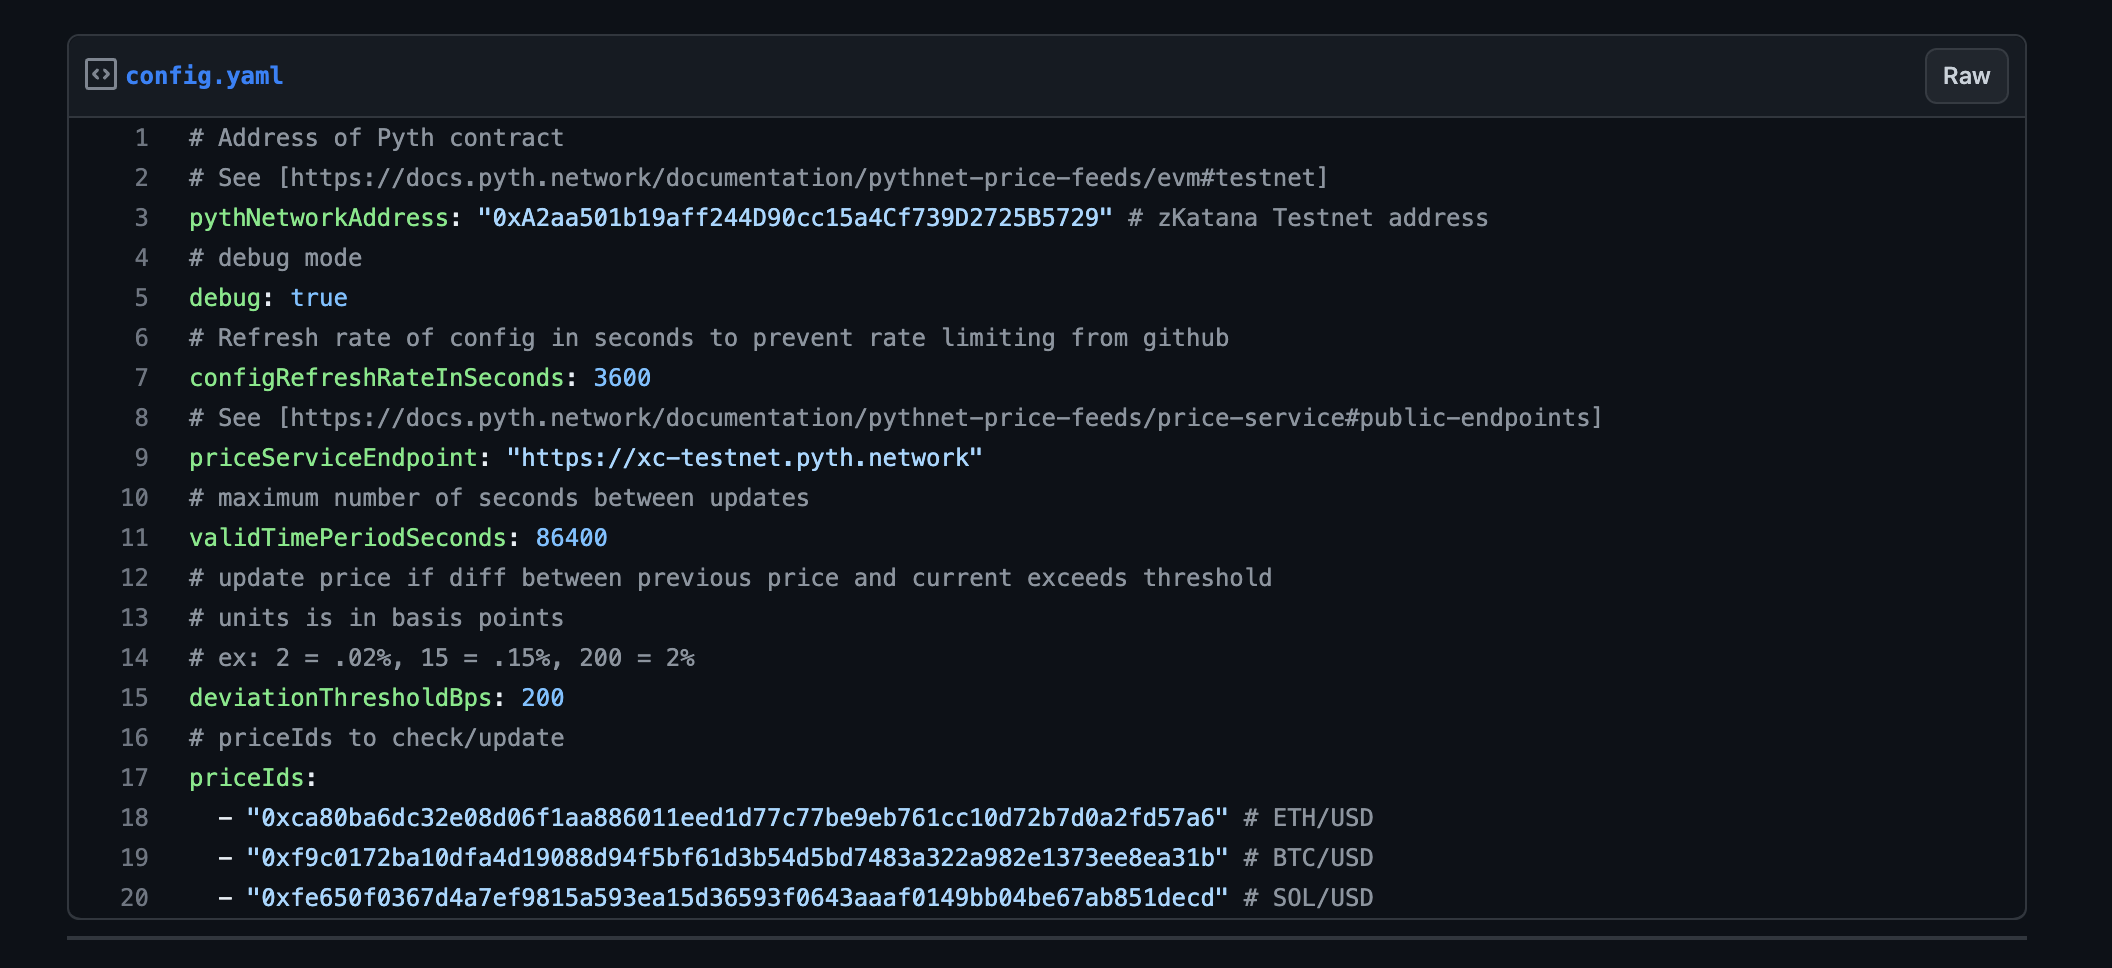 config.yaml
Raw
1 # Address of Pyth contract
2 # See [https://docs.pyth.network/documentation/pythnet-price-feeds/evm#testnet]
3 pythNetworkAddress: "0xA2aa501b19aff244D90cc15a4Cf739D2725B5729" # zKatana Testnet address
4 # debug mode
5 debug: true
6 # Refresh rate of config in seconds to prevent rate limiting from github
7 configRefreshRateInSeconds: 3600
8 # See [https://docs.pyth.network/documentation/pythnet-price-feeds/price-service#public-endpoints]
9 priceServiceEndpoint: "https://xc-testnet.pyth.network"
10 # maximum number of seconds between updates
11 validTimePeriodSeconds: 86400
12 # update price if diff between previous price and current exceeds threshold
13 # units is in basis points
14 # ex: 2 = .02%, 15 = .15%, 200 = 2%
15 deviationThresholdBps: 200
16 # priceIds to check/update
17 priceIds:
18   - "0xca80ba6dc32e08d06f1aa886011eed1d77c77be9eb761cc10d72b7d0a2fd57a6" # ETH/USD
19   - "0xf9c0172ba10dfa4d19088d94f5bf61d3b54d5bd7483a322a982e1373ee8ea31b" # BTC/USD
20   - "0xfe650f0367d4a7ef9815a593ea15d36593f0643aaaf0149bb04be67ab851decd" # SOL/USD